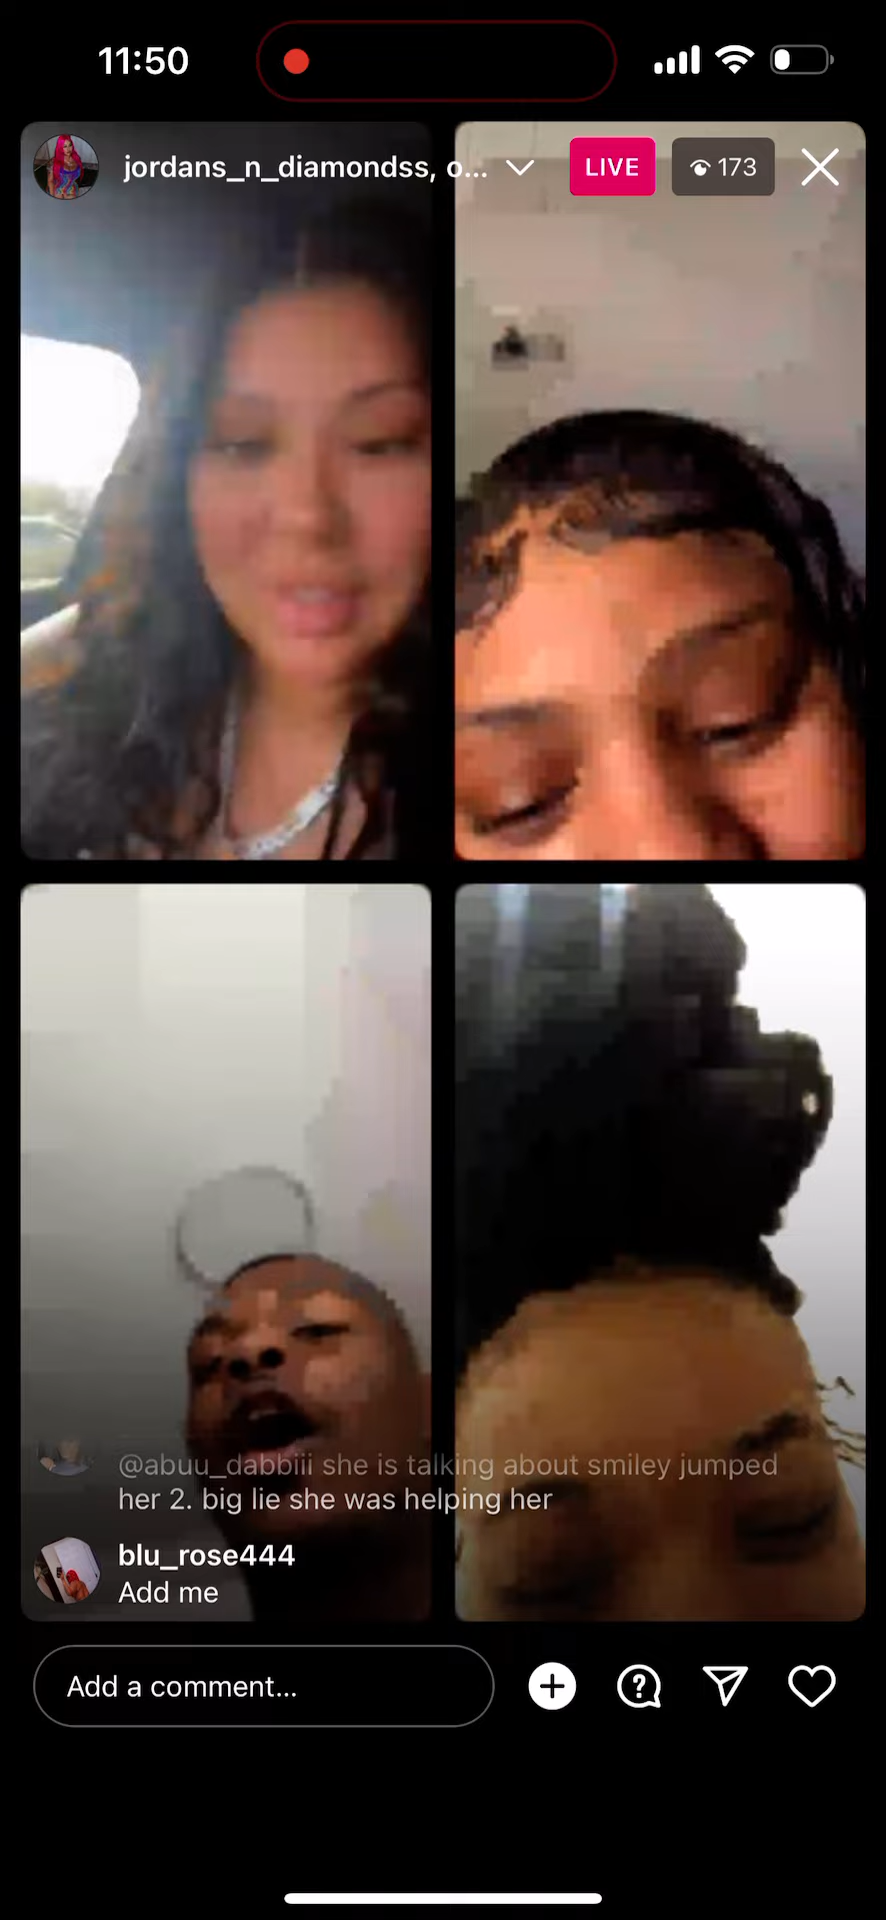 11:50
jordans_n_diamondss, o...
LIVE
173
@abuu_dabbiii she is talking about smiley jumped
her 2. big lie she was helping her
blu_rose444
Add me
Add a comment...